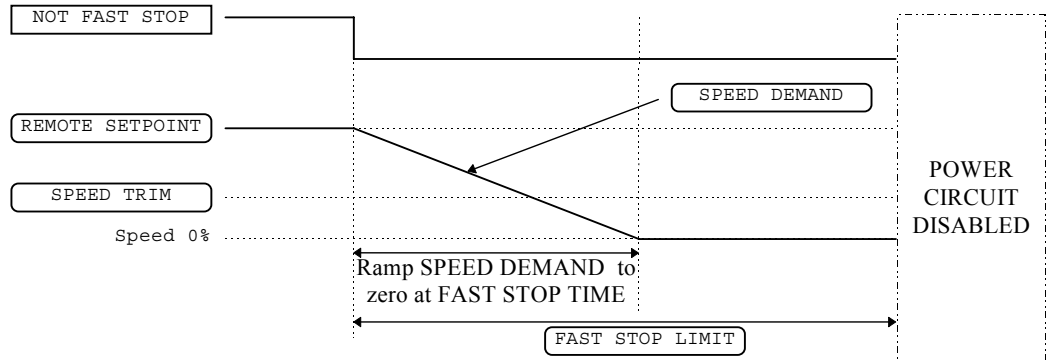 NOT FAST STOP
SPEED DEMAND
REMOTE SETPOINT
POWER
CIRCUIT
DISABLED
SPEED TRIM
Speed 0%
Ramp SPEED DEMAND to
zero at FAST STOP TIME
FAST STOP LIMIT